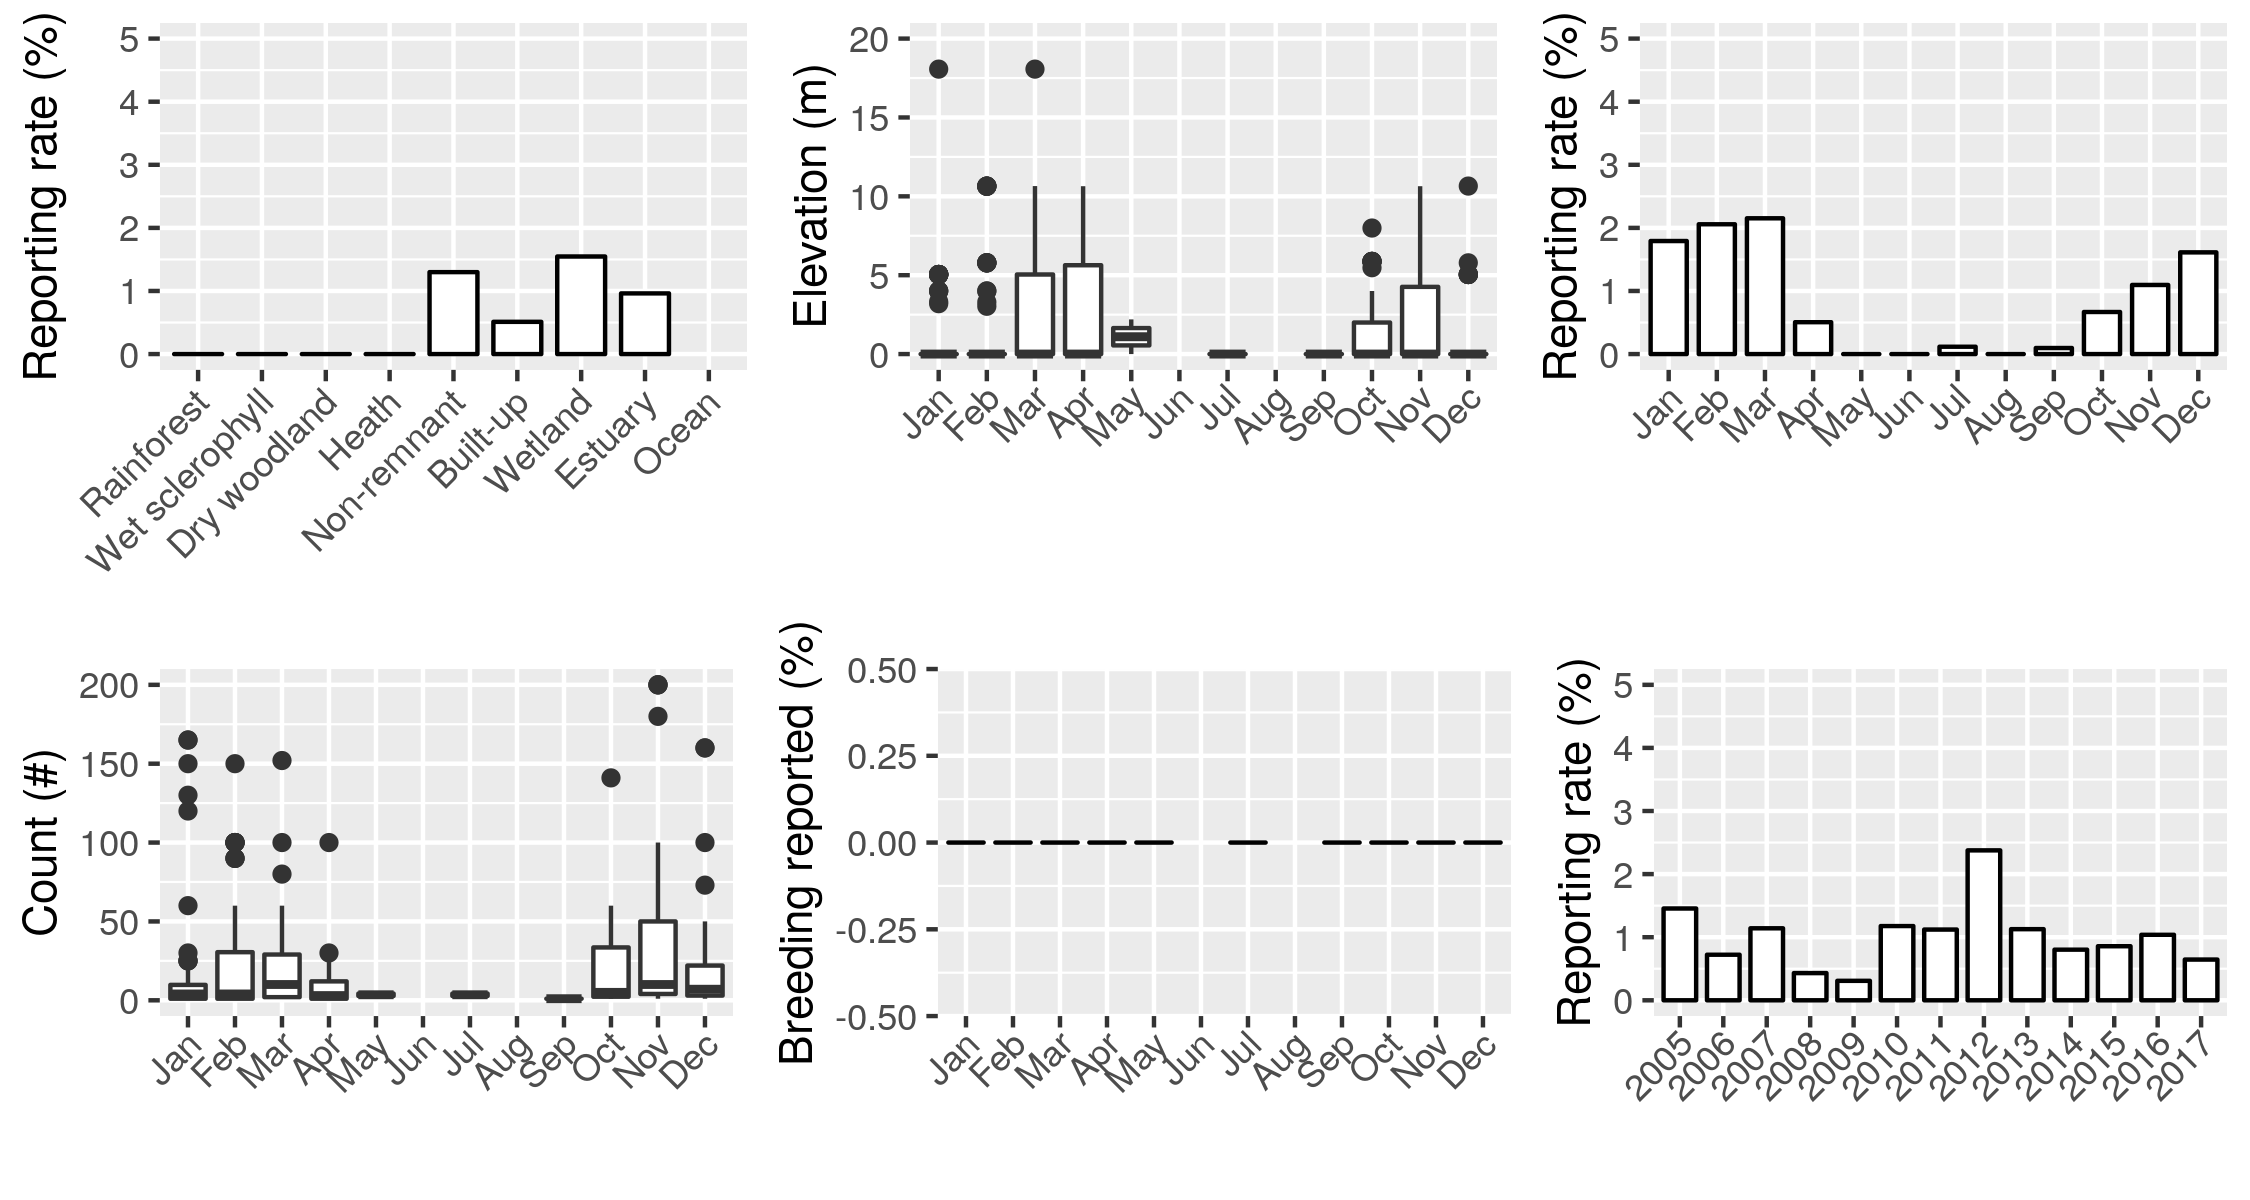 Reporting rate (%)
5
4
3
2
1
0
Rainforest
Wet sclerophyll
Dry woodland
Heath
Non-remnant
Built-up
Wetland
Estuary
Ocean
Elevation (m)
20
15
10
5
0
Jan
Feb
Mar
Apr
May
Jun
Jul
Aug
Sep
Oct
Nov
Dec
Reporting rate (%)
5
4
3
2
1
0
Jan
Feb
Mar
Apr
May
Jun
Jul
Aug
Sep
Oct
Nov
Dec
Count (#)
200
150
100
50
0
Jan
Feb
Mar
Apr
May
Jun
Jul
Aug
Sep
Oct
Nov
Dec
Breeding reported (%)
0.50
0.25
0.00
-0.25
-0.50
Jan
Feb
Mar
Apr
May
Jun
Jul
Aug
Sep
Oct
Nov
Dec
Reporting rate (%)
5
4
3
2
1
0
2005
2006
2007
2008
2009
2010
2011
2012
2013
2014
2015
2016
2017